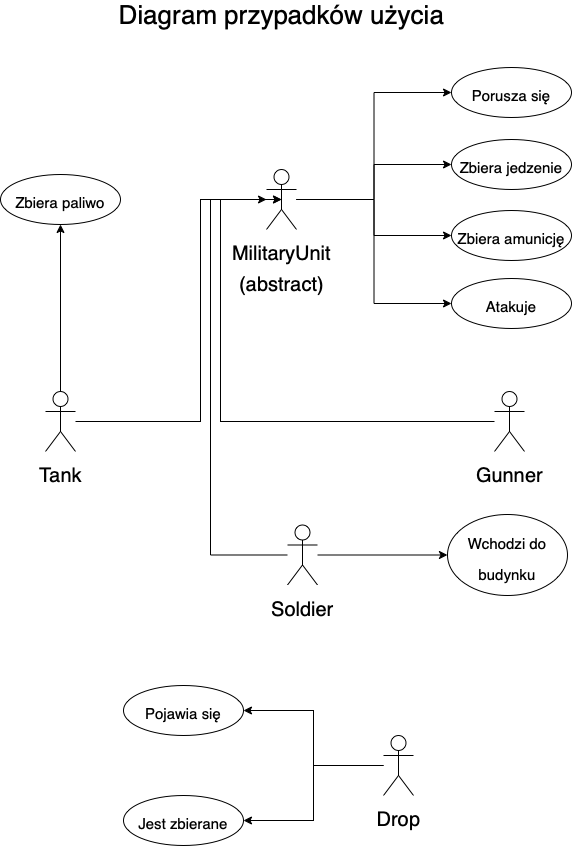 Diagram przypadków użycia
Porusza się
Zbiera jedzenie
Zbiera paliwo
Zbiera amunicję
MilitaryUnit
(abstract)
Atakuje
Tank
Gunner
Wchodzi do
budynku
Soldier
Pojawia się
Drop
Jest zbierane